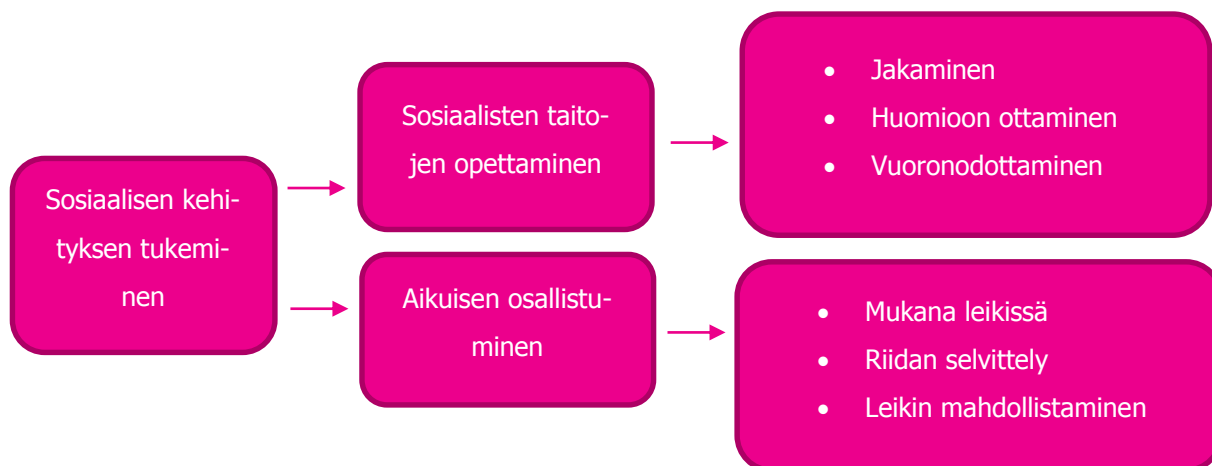 Sosiaalisen kehi-
tyksen tukemi-
nen
Sosiaalisten taito-
jen opettaminen
• Jakaminen
• Huomioon ottaminen
• Vuoronodottaminen
Aikuisen osallistu-
minen
• Mukana leikissä
• Riidan selvittely
• Leikin mahdollistaminen